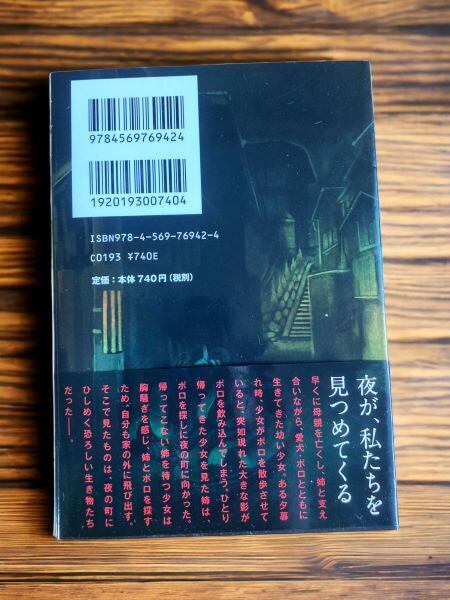 9784569769424
1920193007404
ISBN978-4-569-76942-4
C0193 ¥740E
定価:本体740円(税別)
夜が、私たちを
見つめてくる
早くに母親を亡くし、姉と支え
合いながら、愛犬、ポロとともに
生きてきた幼い少女。ある夕暮
れ時、少女がポロを散歩させて
いると、突如現れた大きな影が
ポロを飲み込んでしまう。ひとり
帰ってきた少女を見た姉は、
ポロを探しに夜の町に向かった。
帰ってこない姉を待つ少女は
胸騒ぎを感じ、姉とポロを探す
ため、自分も家の外に飛び出す。
そこで見たものは、夜の町に
ひしめく恐ろしい生き物たち
だった――。